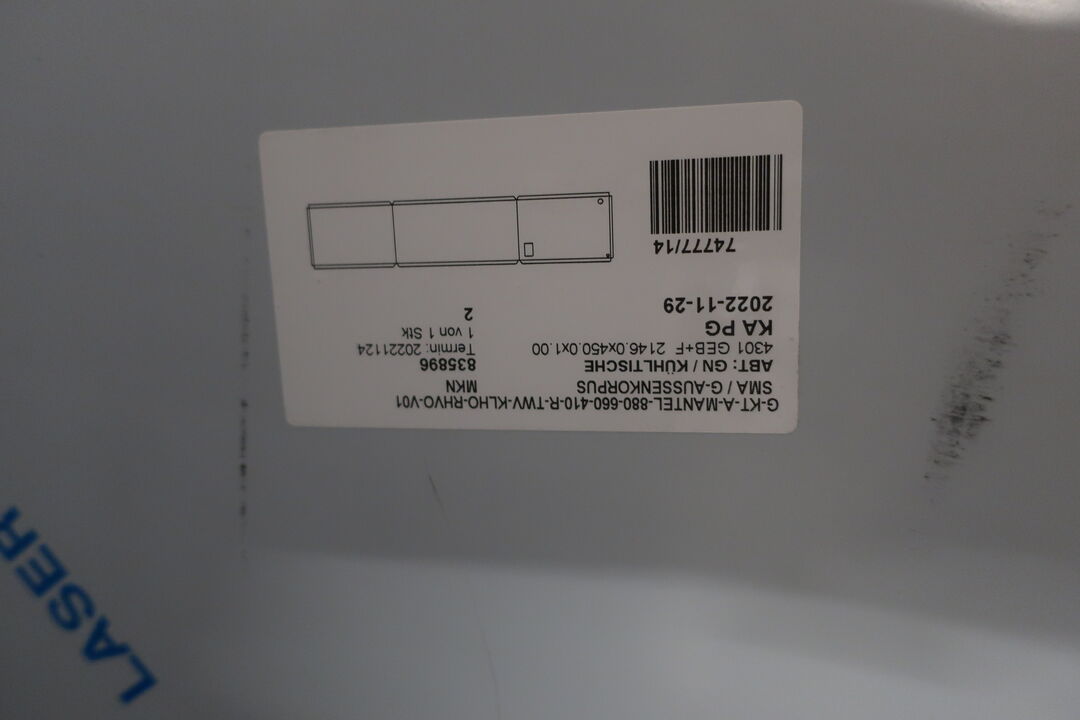 G-KT-A-MANTEL-880-660-410-R-TWV-KLHO-RHVO-V01
SMA / G-AUSSENKORPUS MKN
ABT: GN / KÜHLTISCHE 835896
4301 GEB+F 2146.0x450.0x1.00 Termin: 20221124
KA PG 1 von 1 Stk
2022-11-29 2
74777/14
LASER